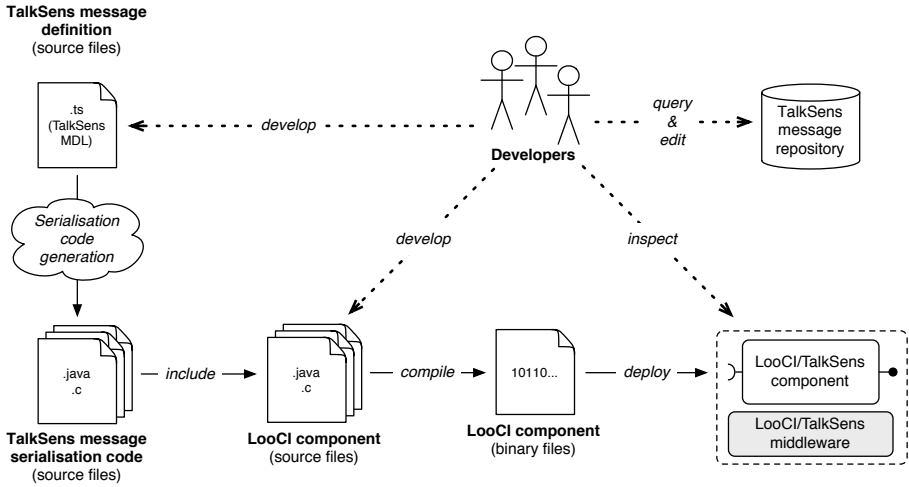 TalkSens message
definition
(source files)
.ts
(TalkSens
MDL)
develop
Developers
query
&
edit
TalkSens
message
repository
Serialisation
code
generation
develop
inspect
.java
.c
include
.java
.c
compile
10110...
deploy
LooCI/TalkSens
component
LooCI/TalkSens
middleware
TalkSens message
serialisation code
(source files)
LooCI component
(source files)
LooCI component
(binary files)